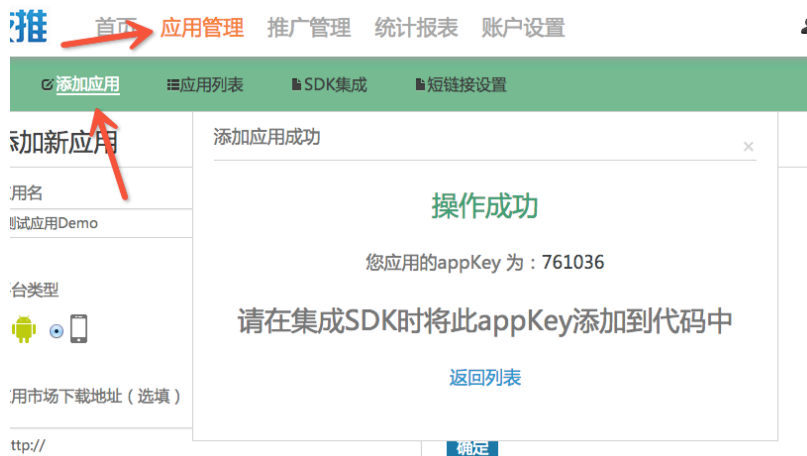 推 首页 应用管理 推广管理 统计报表 账户设置
添加应用 应用列表 SDK集成 短链接设置
添加新应用
添加应用成功
×
用名
测试应用Demo
操作成功
您应用的appKey 为：761036
台类型
请在集成SDK时将此appKey添加到代码中
返回列表
用市场下载地址（选填）
ttp://
确定